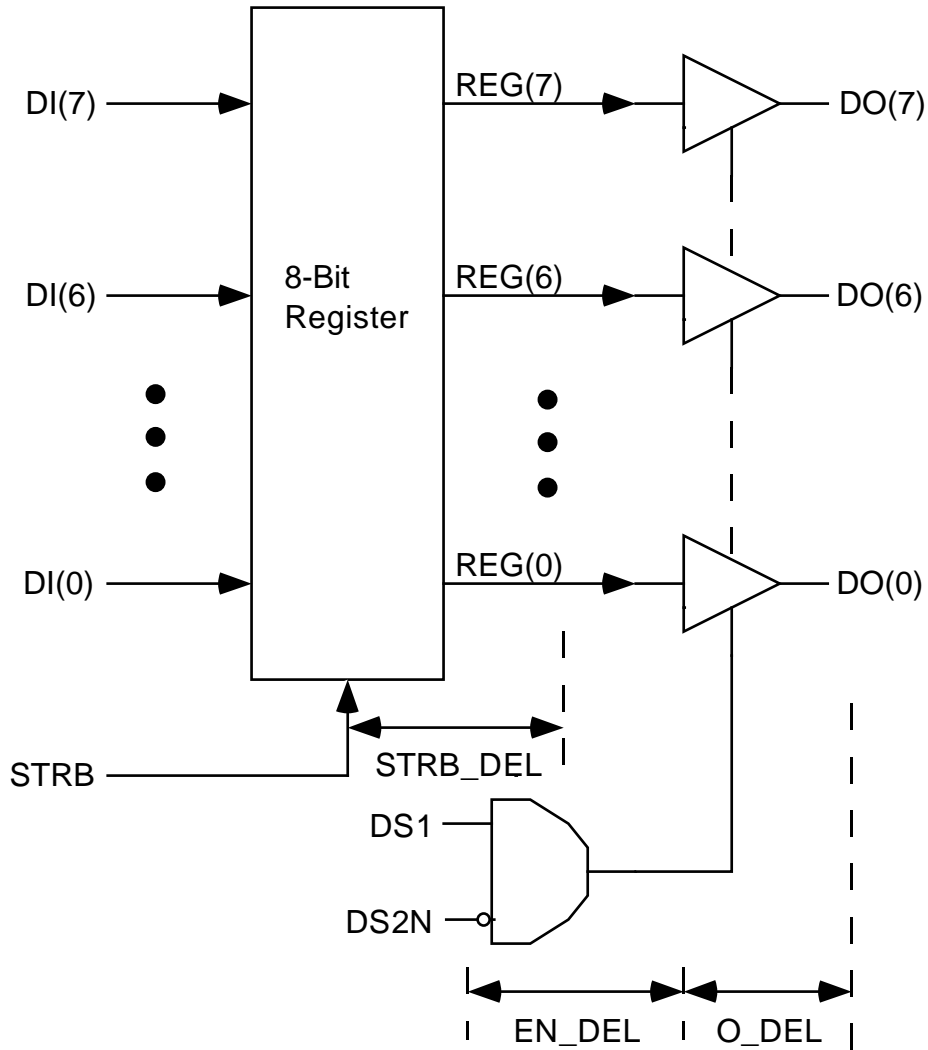 DI(7)
REG(7)
DO(7)
DI(6)
8-Bit
Register
REG(6)
DO(6)
DI(0)
REG(0)
DO(0)
STRB
STRB_DEL
DS1
DS2N
EN_DEL
O_DEL